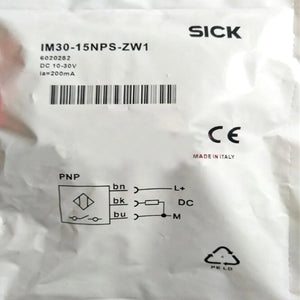 SICK
IM30-15NPS-ZW1
6020282
DC 10-30V
Ia=200mA
CE
MADE IN ITALY
PNP
bn L+
bk DC
bu M
PE LD